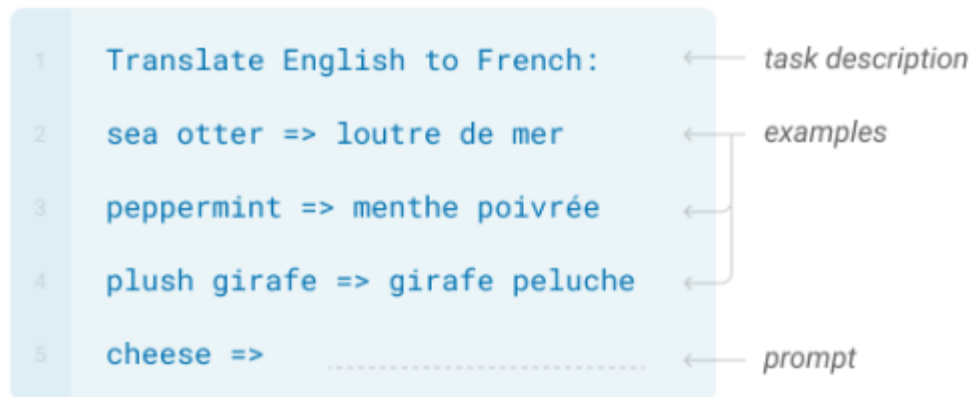 1 Translate English to French: task description
2 sea otter => loutre de mer examples
3 peppermint => menthe poivrée
4 plush girafe => girafe peluche
5 cheese => prompt